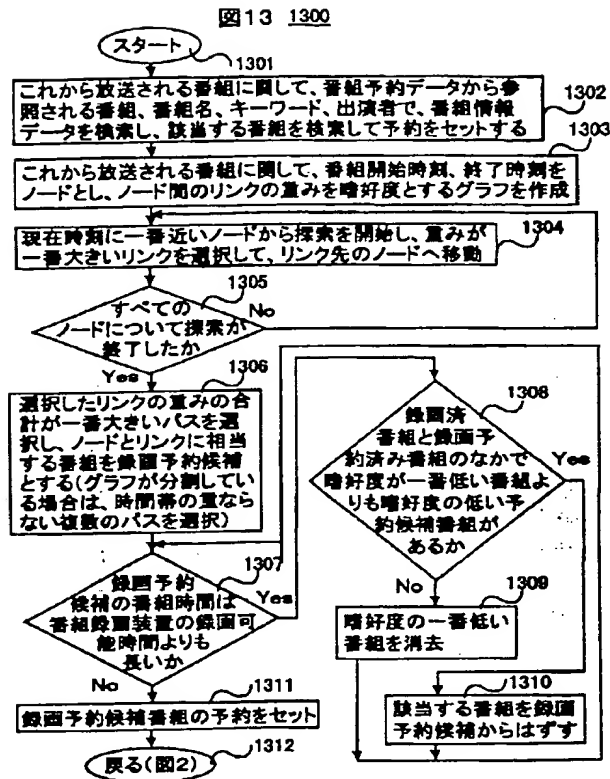 図13 1300
スタート
1301
これから放送される番組に関して、番組予約データから参
照される番組、番組名、キーワード、出演者で、番組情報
データを検索し、該当する番組を検索して予約をセットする
1302
1303
これから放送される番組に関して、番組開始時刻、終了時刻を
ノードとし、ノード間のリンクの重みを嗜好度とするグラフを作成
現在時刻に一番近いノードから探索を開始し、重みが
一番大きいリンクを選択して、リンク先のノードへ移動
1304
1305
すべての
ノードについて探索が
終了したか
No
Yes
1306
選択したリンクの重みの合
計が一番大きいパスを選
択し、ノードとリンクに相当
する番組を録画予約候補
とする(グラフが分割してい
る場合は、時間帯の重なら
ない複数のパスを選択)
1307
録画予約
候補の番組時間は
番組録画装置の録画可
能時間よりも
長いか
Yes
No
1308
録画済
番組と録画予
約済み番組のなかで
嗜好度が一番低い番組よ
りも嗜好度の低い予
約候補番組が
あるか
Yes
No
1309
嗜好度の一番低い
番組を消去
1310
該当する番組を録画
予約候補からはずす
1311
録画予約候補番組の予約をセット
1312
戻る(図2)